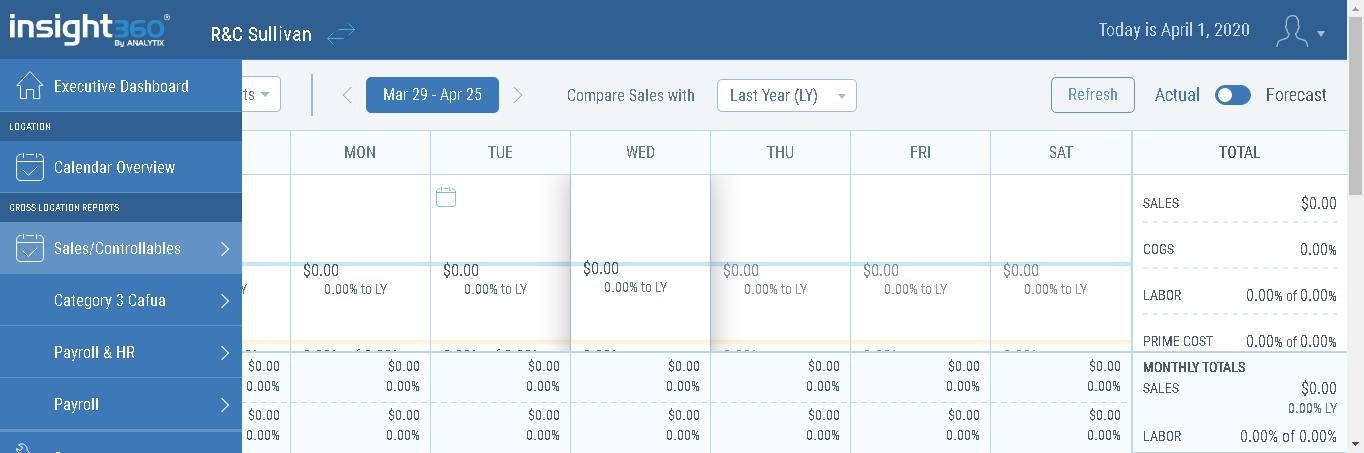 insight360®
By ANALYTIX
R&C Sullivan
Today is April 1, 2020
Executive Dashboard
LOCATION
Calendar Overview
CROSS LOCATION REPORTS
Sales/Controllables
Category 3 Cafua
Payroll & HR
Payroll
ts
Mar 29 - Apr 25
Compare Sales with
Last Year (LY)
Refresh
Actual
Forecast
MON TUE WED THU FRI SAT TOTAL
$0.00 $0.00 $0.00 $0.00 $0.00 $0.00
Y 0.00% to LY 0.00% to LY 0.00% to LY 0.00% to LY 0.00% to LY 0.00% to LY
$0.00 $0.00 $0.00 $0.00 $0.00 $0.00 $0.00
0.00% 0.00% 0.00% 0.00% 0.00% 0.00% 0.00%
$0.00 $0.00 $0.00 $0.00 $0.00 $0.00 $0.00
0.00% 0.00% 0.00% 0.00% 0.00% 0.00% 0.00%
SALES $0.00
COGS 0.00%
LABOR 0.00% of 0.00%
PRIME COST 0.00% of 0.00%
MONTHLY TOTALS
SALES $0.00
0.00% LY
LABOR 0.00% of 0.00%